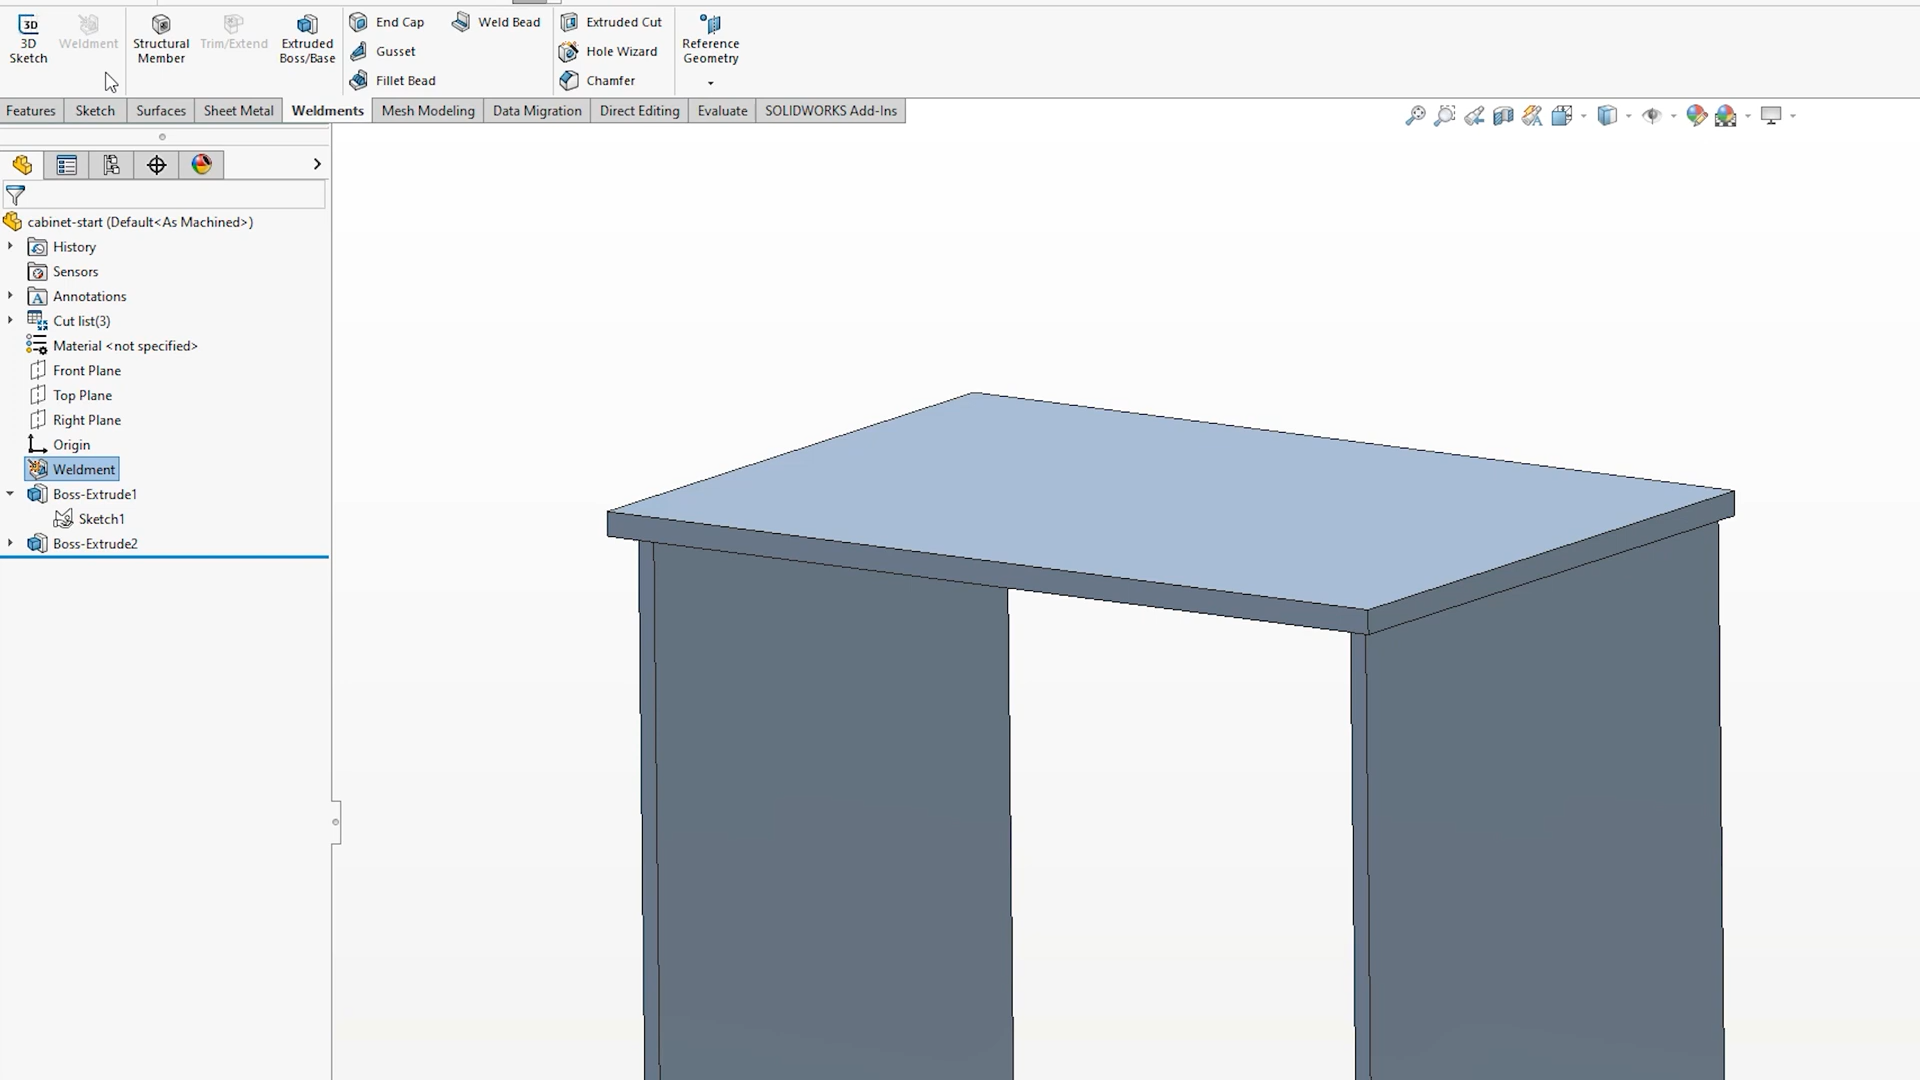 3D Sketch
Weldment
Structural Member
Trim/Extend
Extruded Boss/Base
End Cap
Gusset
Fillet Bead
Weld Bead
Extruded Cut
Hole Wizard
Chamfer
Reference Geometry
Features
Sketch
Surfaces
Sheet Metal
Weldments
Mesh Modeling
Data Migration
Direct Editing
Evaluate
SOLIDWORKS Add-Ins
cabinet-start (Default<As Machined>)
History
Sensors
Annotations
Cut list(3)
Material <not specified>
Front Plane
Top Plane
Right Plane
Origin
Weldment
Boss-Extrude1
Sketch1
Boss-Extrude2